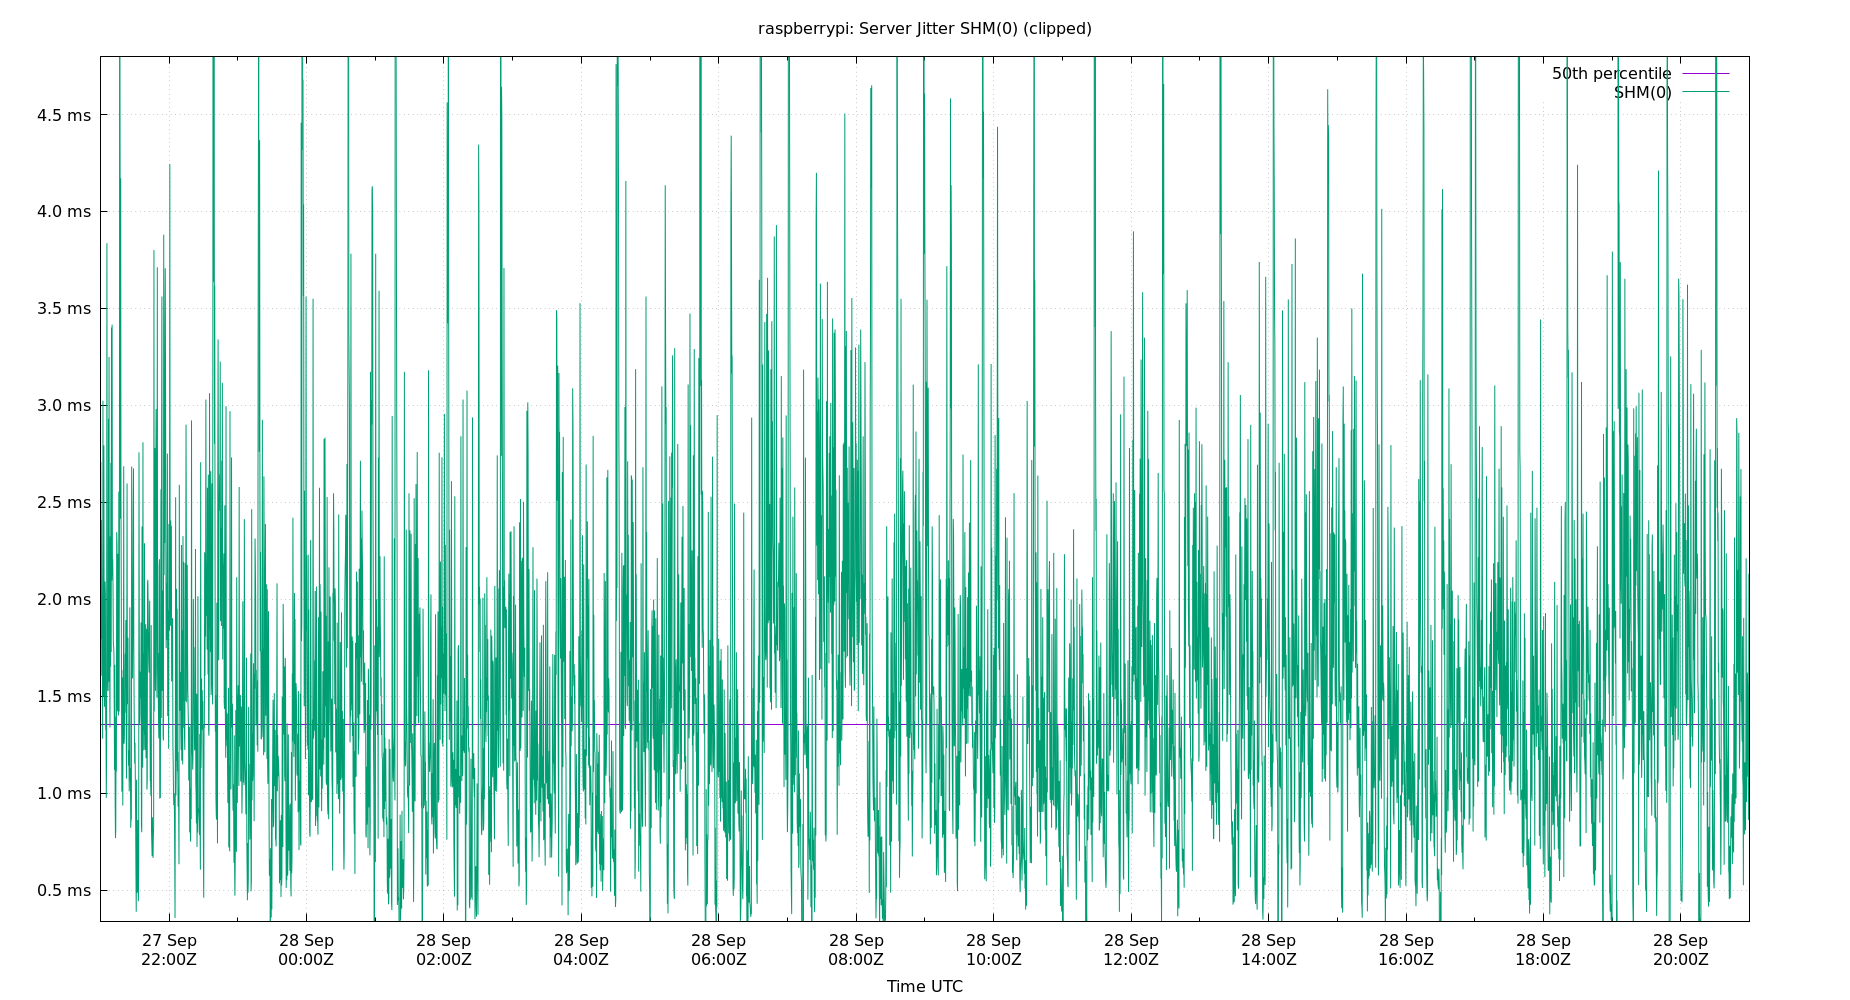 raspberrypi: Server Jitter SHM(0) (clipped)
50th percentile
SHM(0)
4.5 ms
4.0 ms
3.5 ms
3.0 ms
2.5 ms
2.0 ms
1.5 ms
1.0 ms
0.5 ms
27 Sep 28 Sep 28 Sep 28 Sep 28 Sep 28 Sep 28 Sep 28 Sep 28 Sep 28 Sep 28 Sep 28 Sep
22:00Z 00:00Z 02:00Z 04:00Z 06:00Z 08:00Z 10:00Z 12:00Z 14:00Z 16:00Z 18:00Z 20:00Z
Time UTC